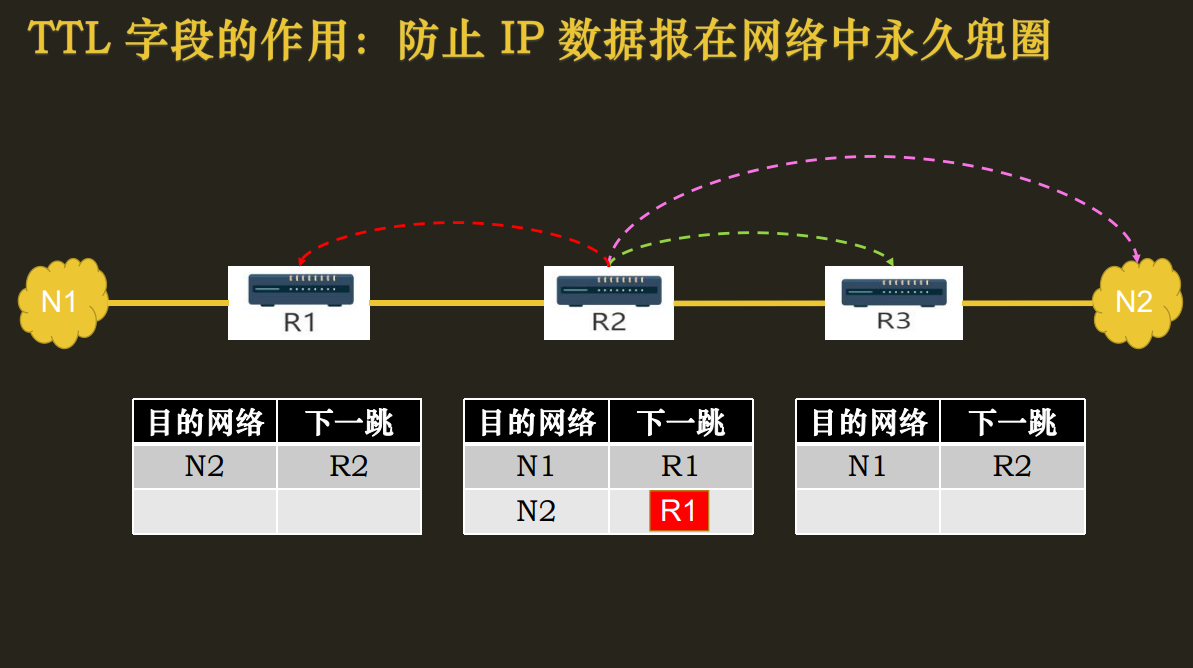 TTL 字段的作用：防止 IP 数据报在网络中永久兜圈
N1 R1 R2 R3 N2
目的网络 下一跳 目的网络 下一跳 目的网络 下一跳
N2 R2 N1 R1 N1 R2
N2 R1